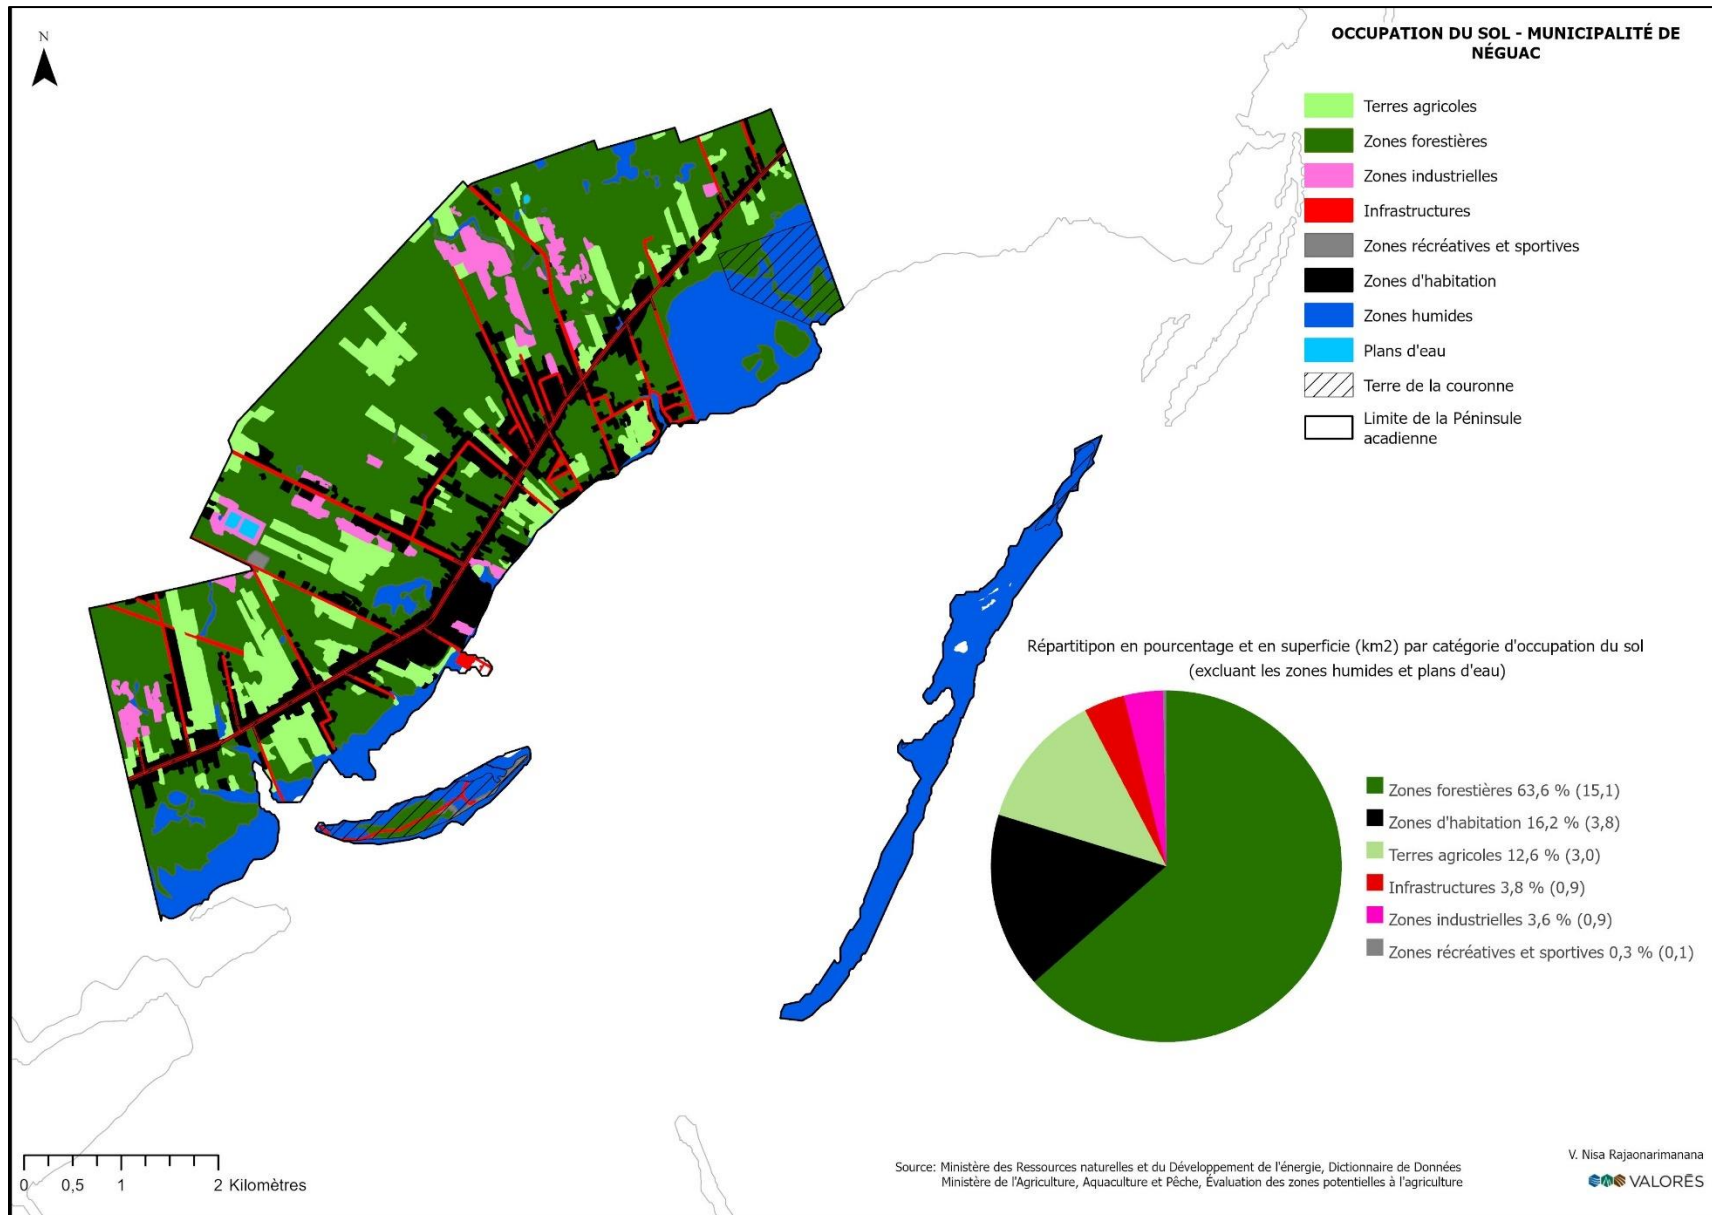 N
OCCUPATION DU SOL - MUNICIPALITÉ DE
NÉGUAC
Terres agricoles
Zones forestières
Zones industrielles
Infrastructures
Zones récréatives et sportives
Zones d'habitation
Zones humides
Plans d'eau
Terre de la couronne
Limite de la Péninsule
acadienne
Répartitipon en pourcentage et en superficie (km2) par catégorie d'occupation du sol
(excluant les zones humides et plans d'eau)
Zones forestières 63,6 % (15,1)
Zones d'habitation 16,2 % (3,8)
Terres agricoles 12,6 % (3,0)
Infrastructures 3,8 % (0,9)
Zones industrielles 3,6 % (0,9)
Zones récréatives et sportives 0,3 % (0,1)
0 0,5 1 2 Kilomètres
Source: Ministère des Ressources naturelles et du Développement de l'énergie, Dictionnaire de Données
Ministère de l'Agriculture, Aquaculture et Pêche, Évaluation des zones potentielles à l'agriculture
V. Nisa Rajaonarimanana
VALORĒS